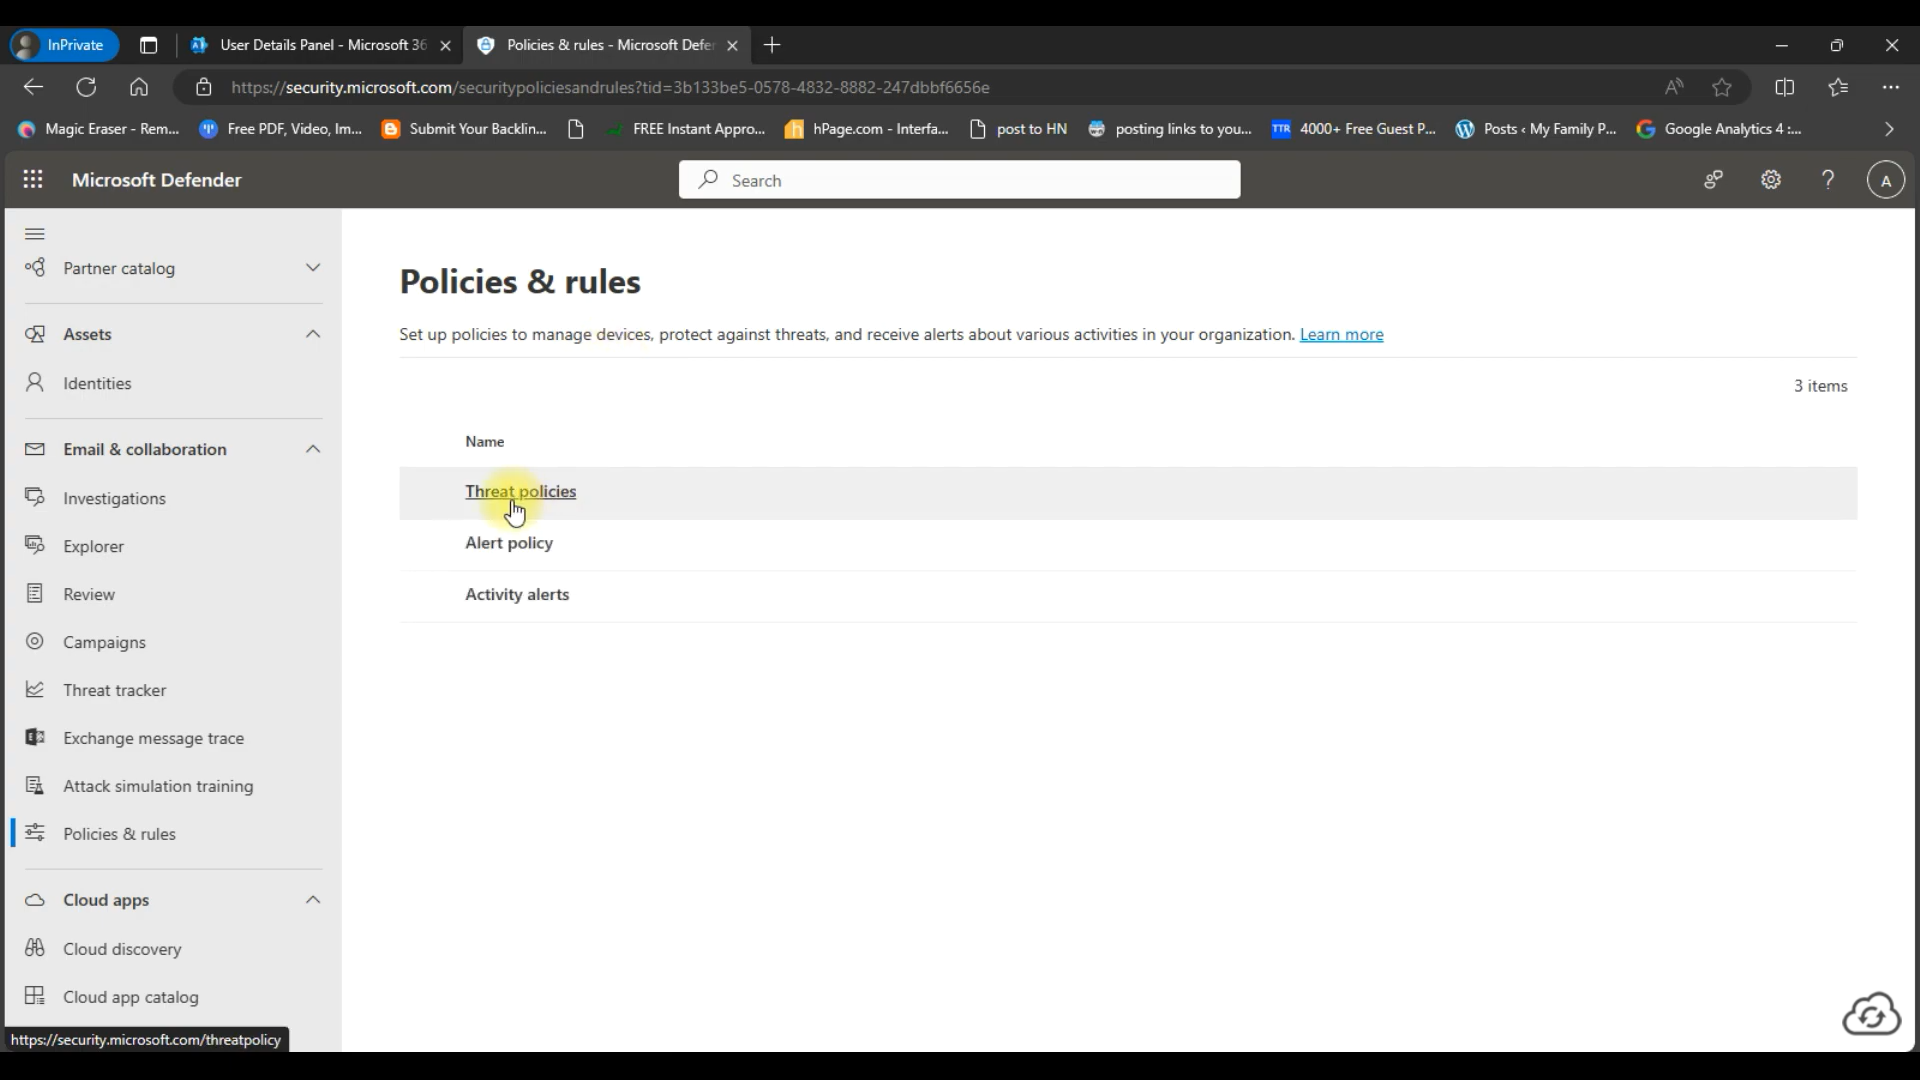 InPrivate
User Details Panel - Microsoft 36
Policies & rules - Microsoft Defen
https://security.microsoft.com/securitypoliciesandrules?tid=3b133be5-0578-4832-8882-247dbbf6656e
Magic Eraser - Rem...
Free PDF, Video, Im...
Submit Your Backlin...
FREE Instant Appro...
hPage.com - Interfa...
post to HN
posting links to you...
TTR 4000+ Free Guest P...
Posts ‹ My Family P...
Google Analytics 4 :...
Microsoft Defender
Search
A
Partner catalog
Assets
Identities
Email & collaboration
Investigations
Explorer
Review
Campaigns
Threat tracker
Exchange message trace
Attack simulation training
Policies & rules
Cloud apps
Cloud discovery
Cloud app catalog
https://security.microsoft.com/threatpolicy
Policies & rules
Set up policies to manage devices, protect against threats, and receive alerts about various activities in your organization. Learn more
3 items
Name
Threat policies
Alert policy
Activity alerts